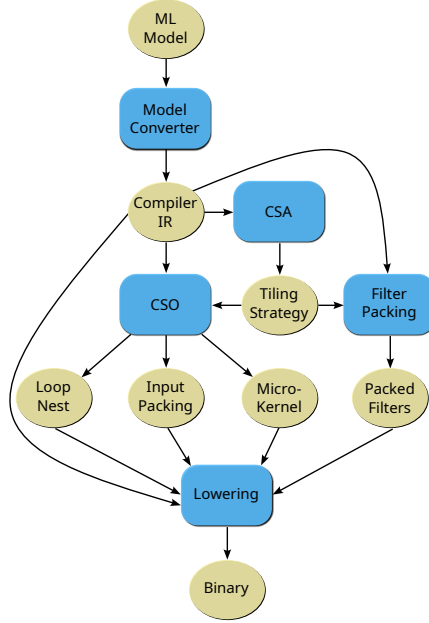 ML
Model
Model
Converter
Compiler
IR
CSA
CSO
Tiling
Strategy
Filter
Packing
Loop
Nest
Input
Packing
Micro-
Kernel
Packed
Filters
Lowering
Binary